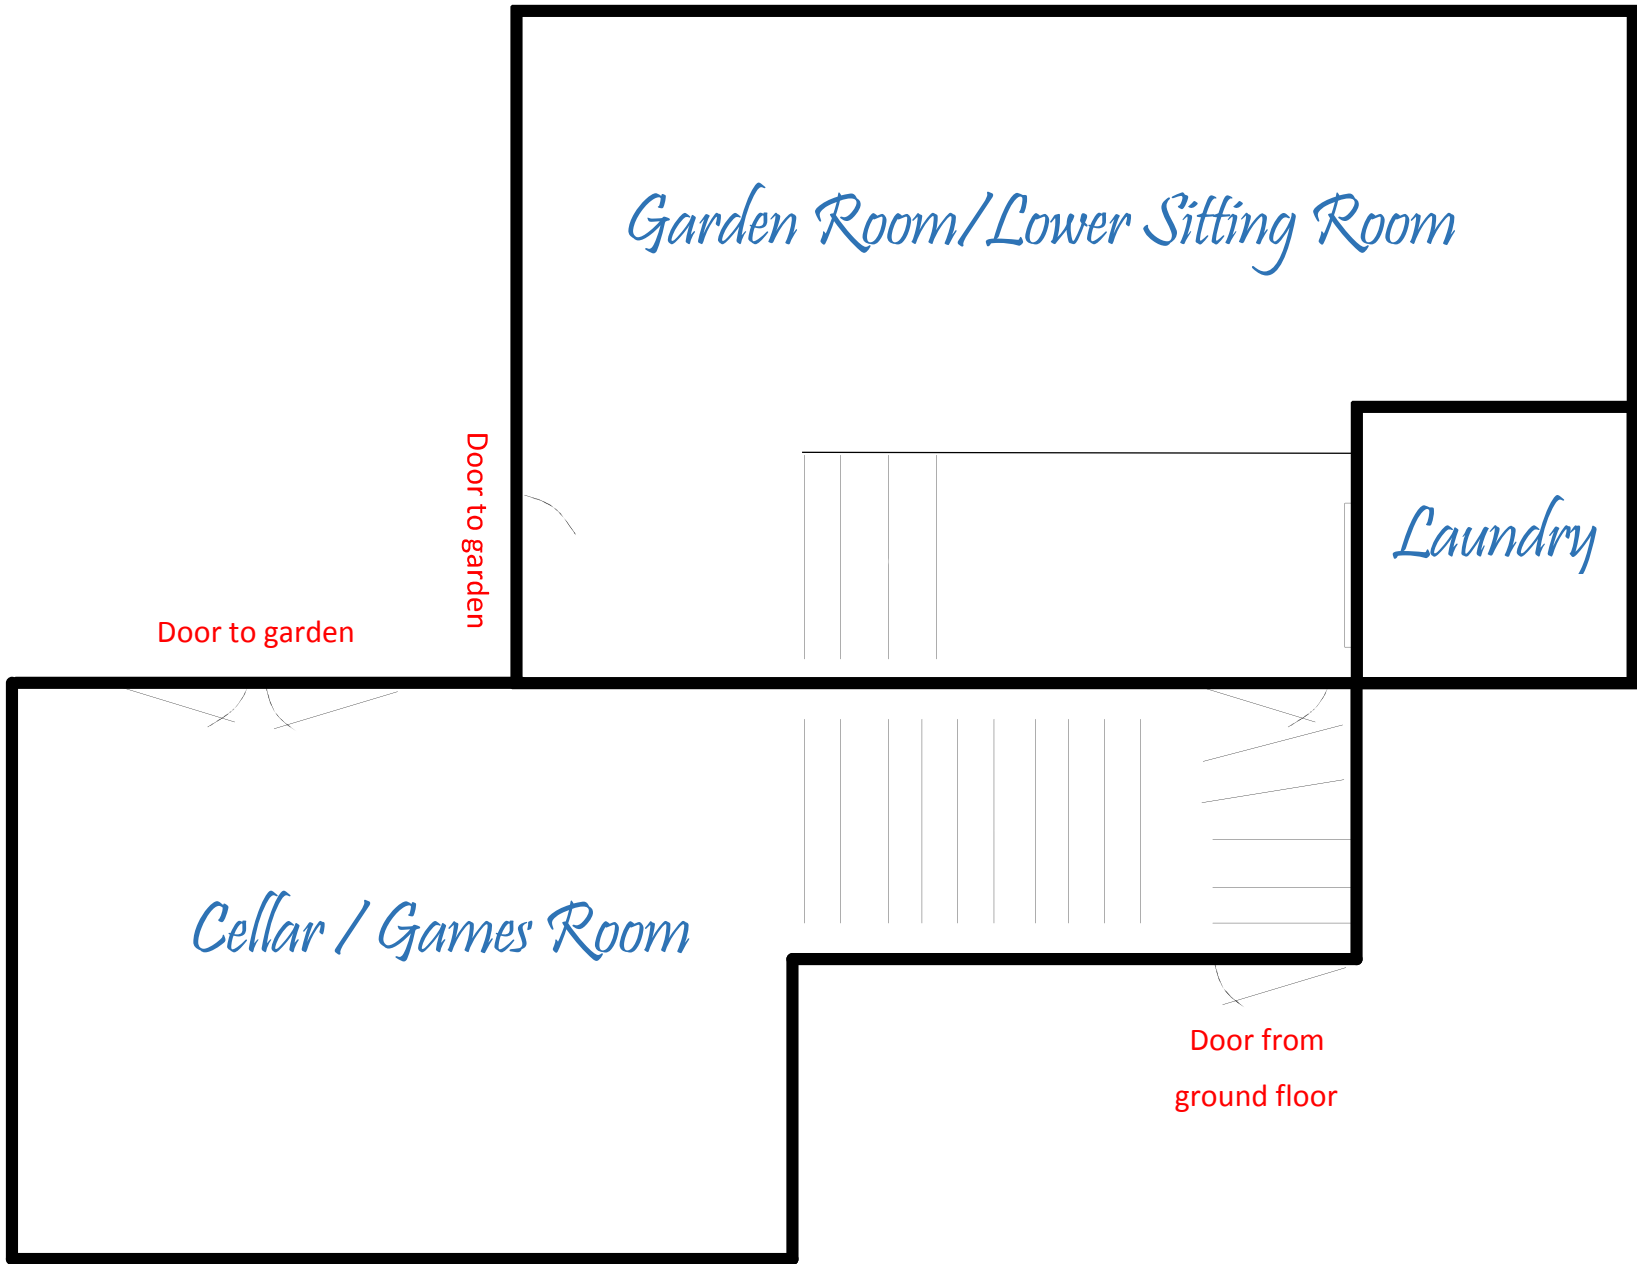 Garden Room/Lower Sitting Room
Door to garden
Laundry
Door to garden
Cellar / Games Room
Door from
ground floor